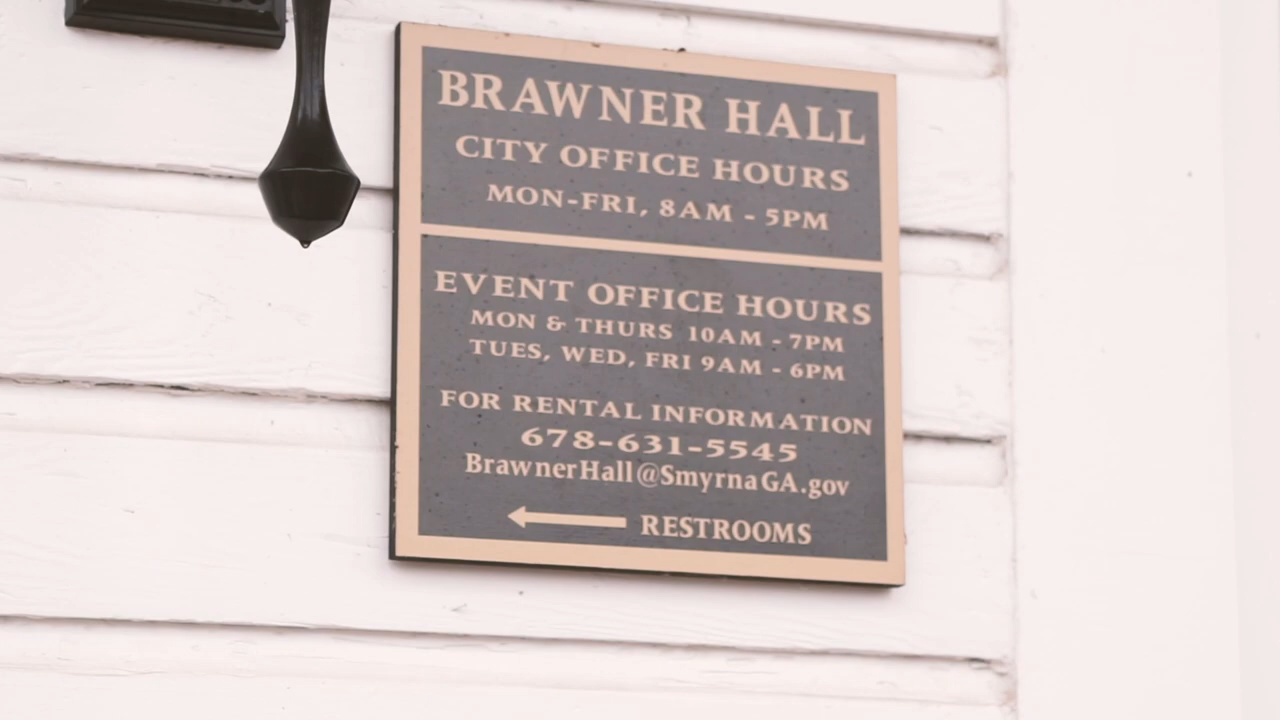 BRAWNER HALL
CITY OFFICE HOURS
MON-FRI, 8AM - 5PM
EVENT OFFICE HOURS
MON & THURS 10AM - 7PM
TUES, WED, FRI 9AM - 6PM
FOR RENTAL INFORMATION
678-631-5545
BrawnerHall@SmyrnaGA.gov
RESTROOMS